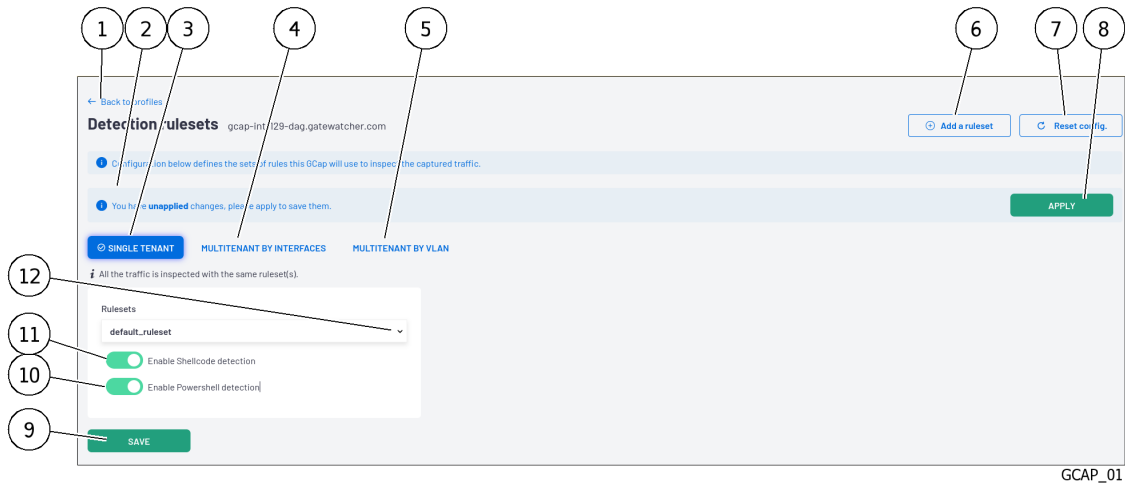 1 2 3 4 5 6 7 8
← Back to profiles
Detection rulesets gcap-int-129-dag.gatewatcher.com
Add a ruleset
Reset config.
Configuration below defines the sets of rules this GCap will use to inspect the captured traffic.
You have unapplied changes, please apply to save them.
APPLY
SINGLE TENANT MULTITENANT BY INTERFACES MULTITENANT BY VLAN
12
All the traffic is inspected with the same ruleset(s).
Rulesets
default_ruleset
11
Enable Shellcode detection
10
Enable Powershell detection
9
SAVE
GCAP_01